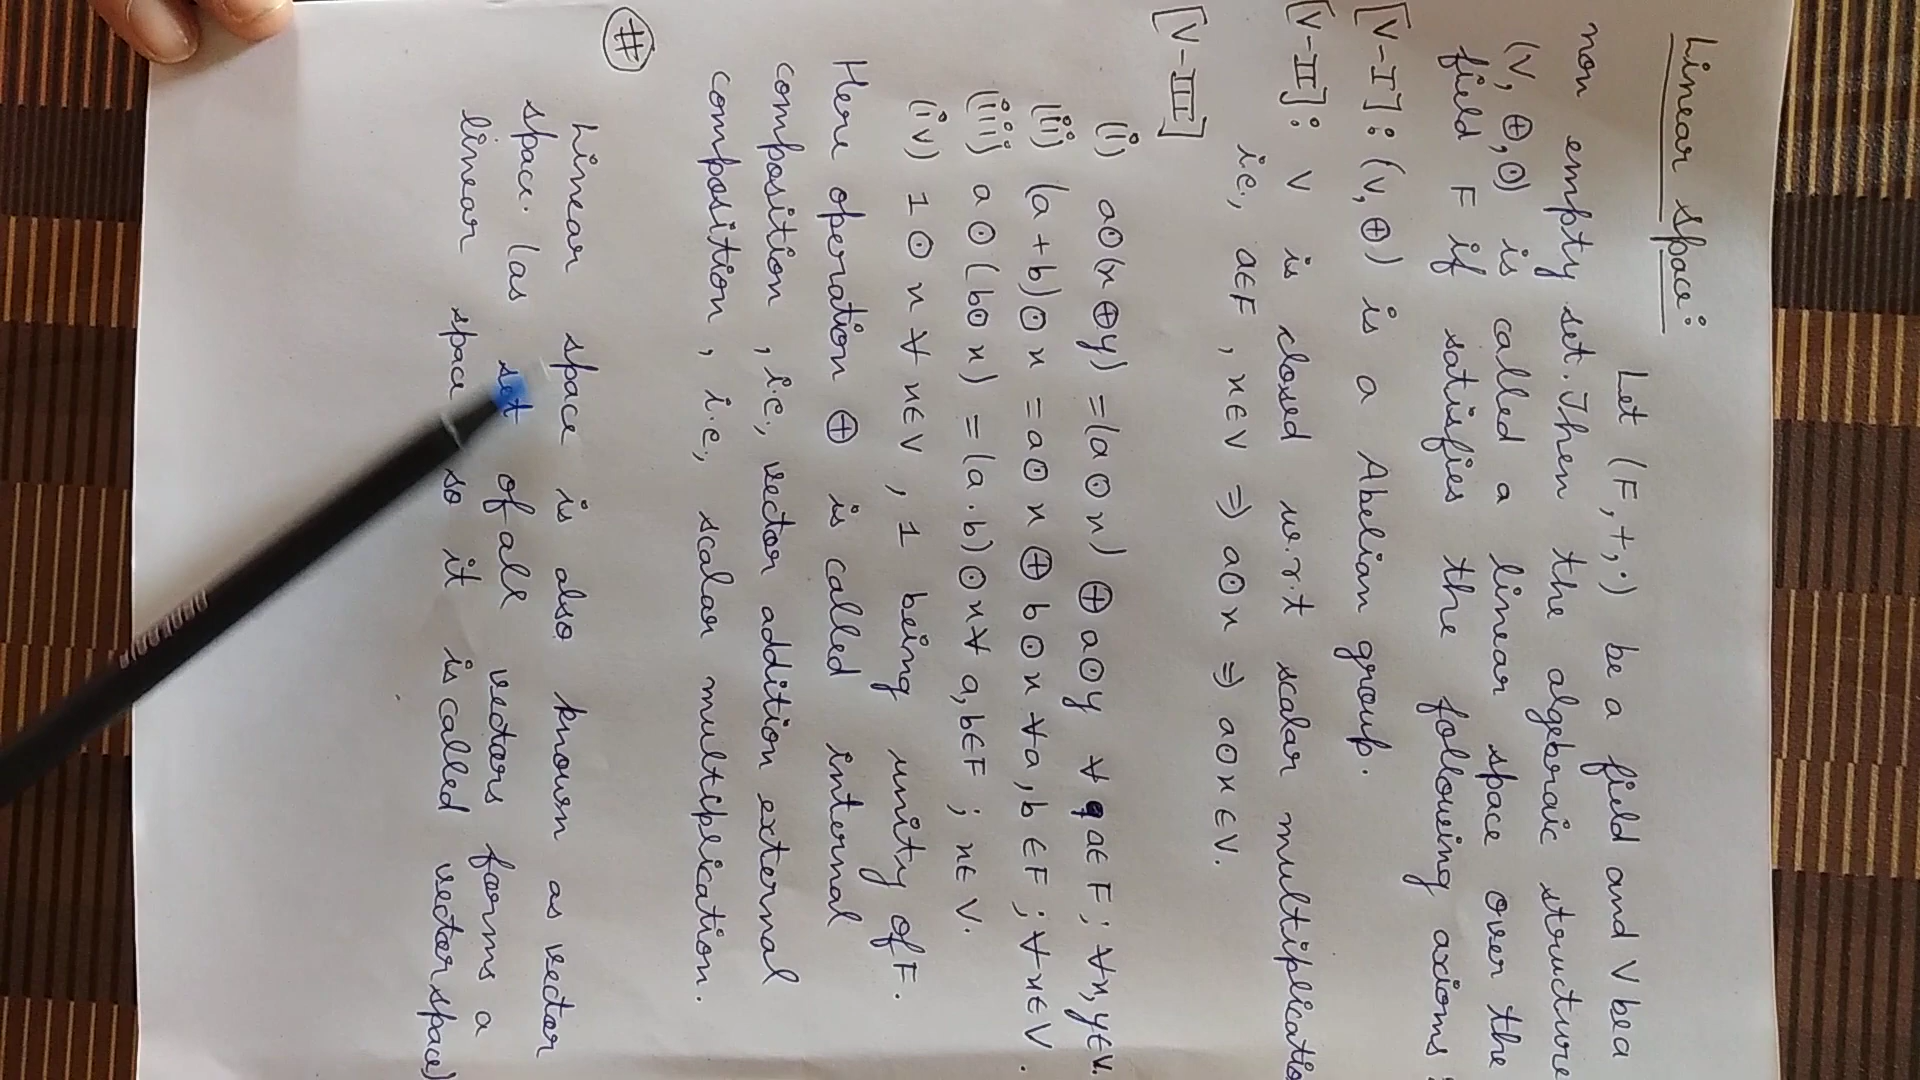 Linear space:
Let (F,+,·) be a field and V be a
non empty set. Then the algebraic structure
(V,⊕,⊙) is called a linear space over the
field F if satisfies the following axioms:
[V-I]: (V,⊕) is a Abelian group.
[V-II]: V is closed w.r.t scalar multiplicatio
i.e., a∈F, x∈V ⇒ a⊙x ⇒ a⊙x∈V.
[V-III]
(i) a⊙(x⊕y) = (a⊙x)⊕a⊙y ∀ a∈F; ∀x,y∈V.
(ii) (a+b)⊙x = a⊙x⊕b⊙x ∀a,b∈F; ∀x∈V.
(iii) a⊙(b⊙x) = (a·b)⊙x ∀ a,b∈F; x∈V.
(iv) 1⊙x ∀ x∈V, 1 being unity of F.
Here operation ⊕ is called internal
composition, i.e., vector addition external
composition, i.e., scalar multiplication.
# Linear space is also known as vector
space. (as set of all vectors forms a
linear space so it is called vector space)